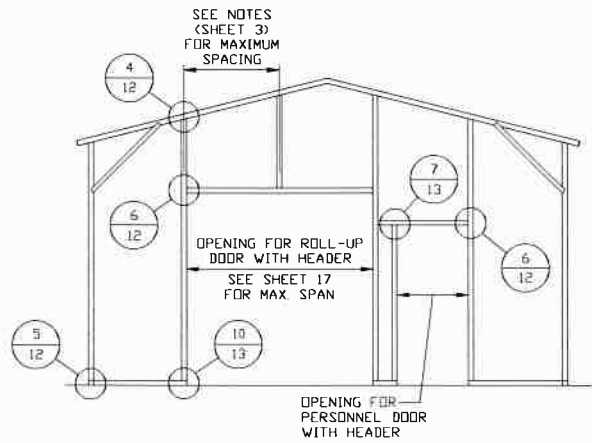 SEE NOTES
(SHEET 3)
FOR MAXIMUM
SPACING
4
12
7
13
6
12
6
12
OPENING FOR ROLL-UP
DOOR WITH HEADER
SEE SHEET 17
FOR MAX. SPAN
5
12
10
13
OPENING FOR
PERSONNEL DOOR
WITH HEADER